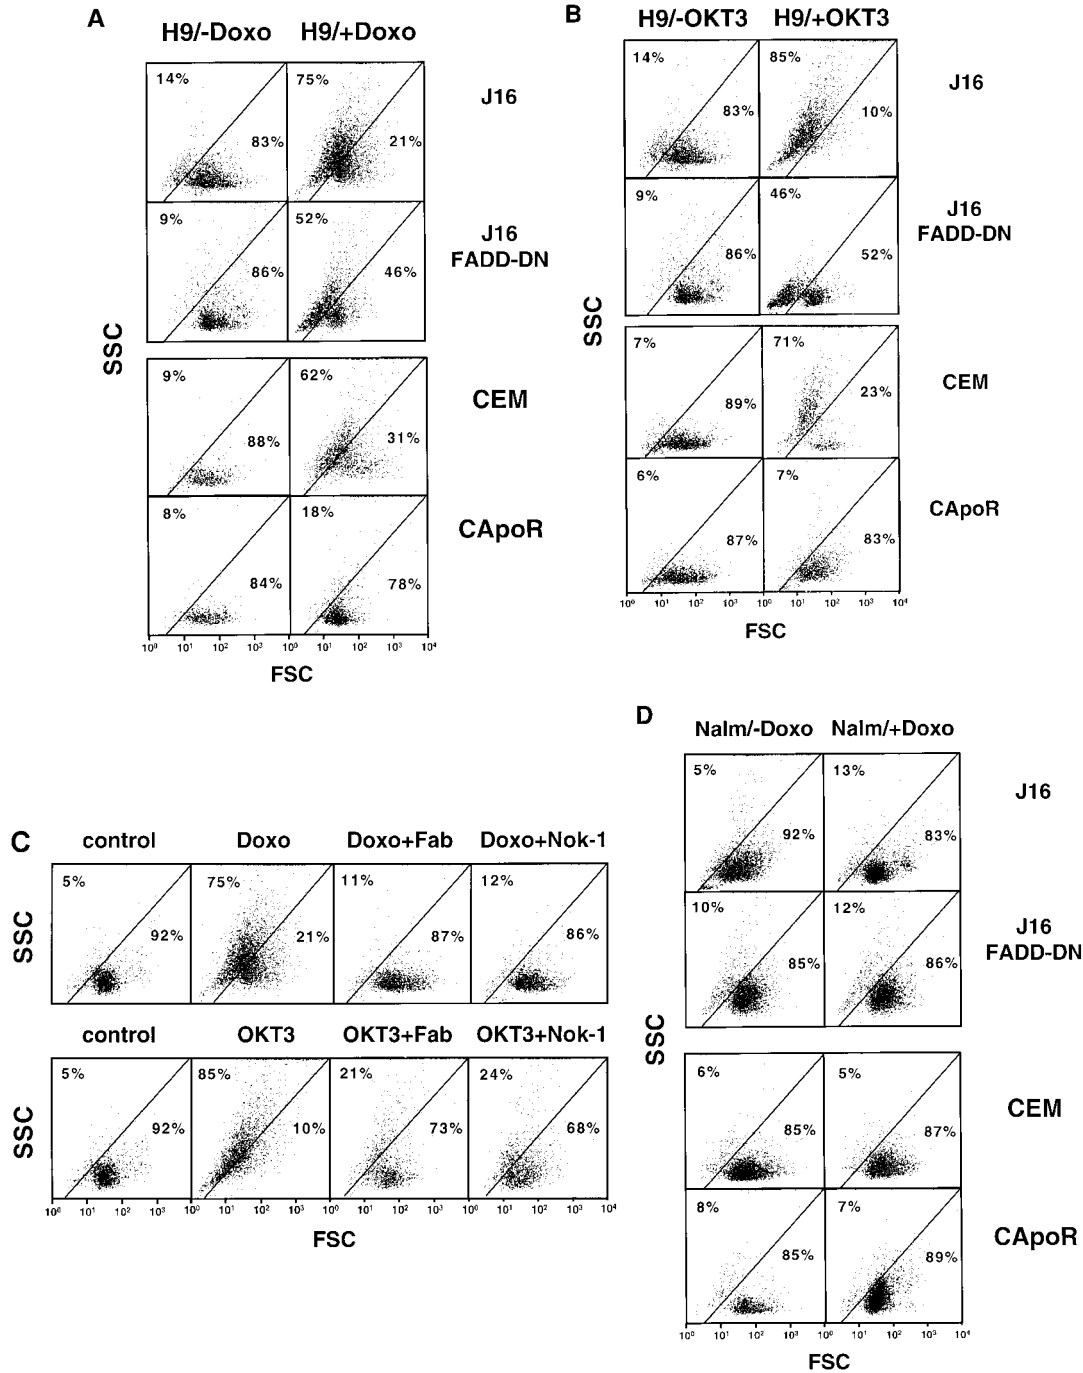 A
H9/-Doxo H9/+Doxo
14% 75%
J16
83% 21%
9% 52%
J16
FADD-DN
86% 46%
SSC
9% 62%
CEM
88% 31%
8% 18%
CApoR
84% 78%
10⁰ 10¹ 10² 10³ 10⁰ 10¹ 10² 10³ 10⁴
FSC
B
H9/-OKT3 H9/+OKT3
14% 85%
J16
83% 10%
9% 46%
J16
FADD-DN
86% 52%
SSC
7% 71%
CEM
89% 23%
6% 7%
CApoR
87% 83%
10⁰ 10¹ 10² 10³ 10⁰ 10¹ 10² 10³ 10⁴
FSC
C
control Doxo Doxo+Fab Doxo+Nok-1
5% 75% 11% 12%
SSC
92% 21% 87% 86%
control OKT3 OKT3+Fab OKT3+Nok-1
5% 85% 21% 24%
SSC
92% 10% 73% 68%
10⁰ 10¹ 10² 10³ 10⁰ 10¹ 10² 10³ 10⁰ 10¹ 10² 10³ 10⁰ 10¹ 10² 10³ 10⁴
FSC
D
Nalm/-Doxo Nalm/+Doxo
5% 13%
J16
92% 83%
10% 12%
J16
FADD-DN
85% 86%
SSC
6% 5%
CEM
85% 87%
8% 7%
CApoR
85% 89%
10⁰ 10¹ 10² 10³ 10⁰ 10¹ 10² 10³ 10⁴
FSC